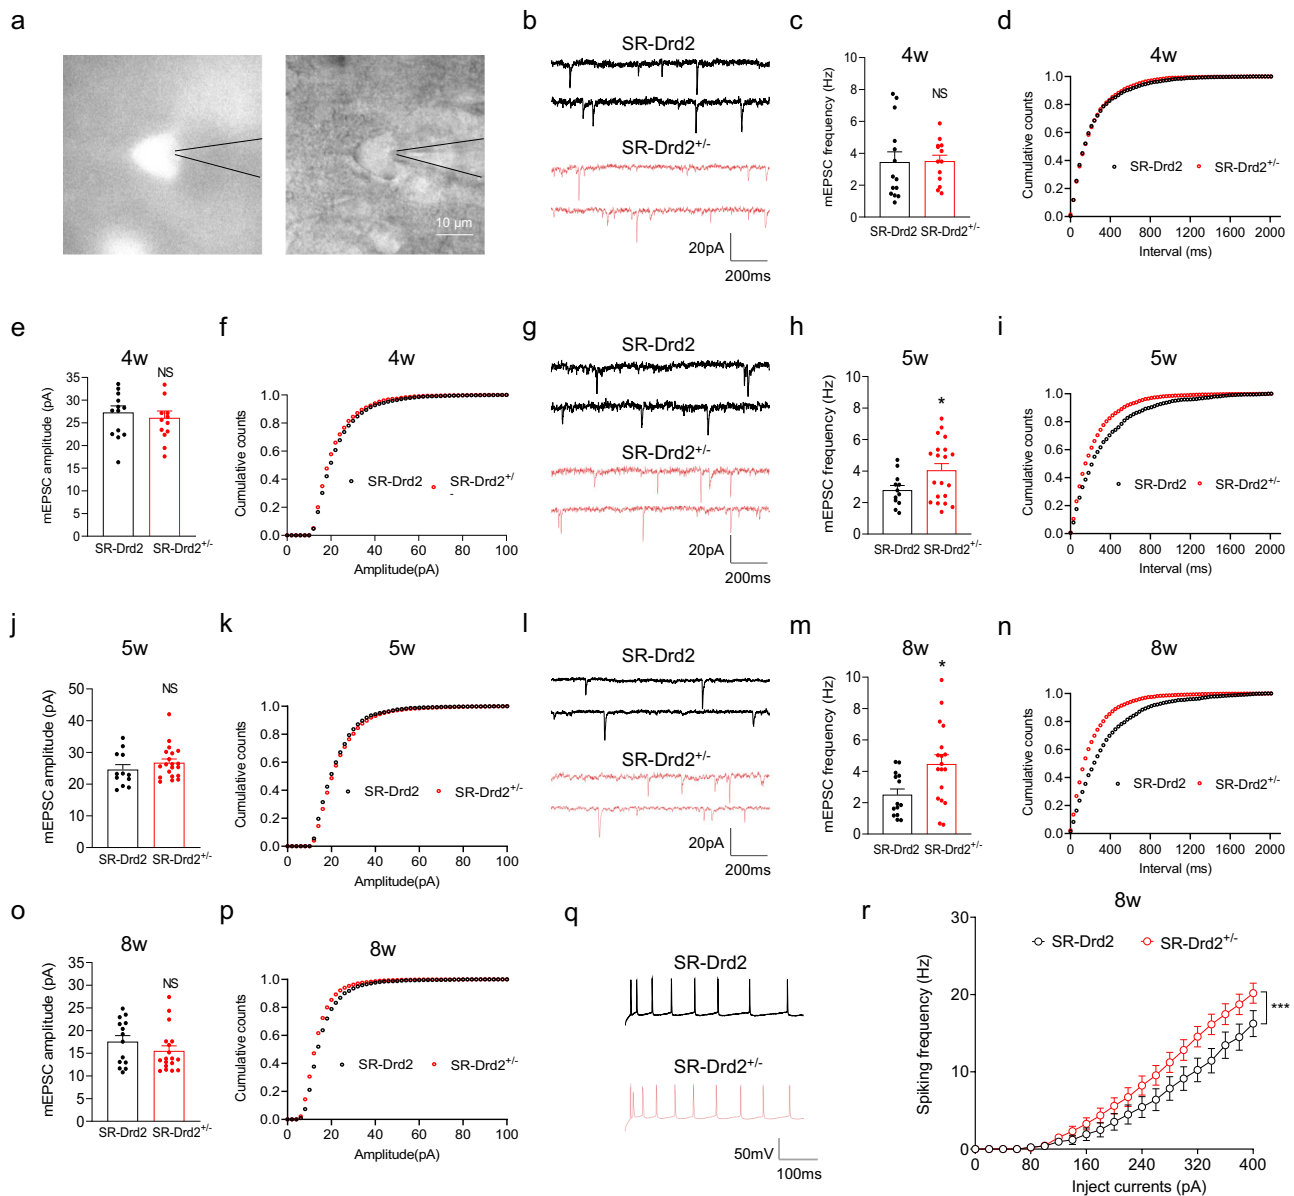 a
10 µm
b
SR-Drd2
SR-Drd2+/-
20pA
200ms
c
4w
NS
mEPSC frequency (Hz)
10
8
6
4
2
0
SR-Drd2 SR-Drd2+/-
d
4w
Cumulative counts
1.0
0.8
0.6
0.4
0.2
0.0
SR-Drd2 SR-Drd2+/-
0 400 800 1200 1600 2000
Interval (ms)
e
4w
NS
mEPSC amplitude (pA)
35
30
25
20
15
10
5
0
SR-Drd2 SR-Drd2+/-
f
4w
Cumulative counts
1.0
0.8
0.6
0.4
0.2
0.0
SR-Drd2 SR-Drd2+/
-
0 20 40 60 80 100
Amplitude(pA)
g
SR-Drd2
SR-Drd2+/-
20pA
200ms
h
5w
*
mEPSC frequency (Hz)
10
8
6
4
2
0
SR-Drd2 SR-Drd2+/-
i
5w
Cumulative counts
1.0
0.8
0.6
0.4
0.2
0.0
SR-Drd2 SR-Drd2+/-
0 400 800 1200 1600 2000
Interval (ms)
j
5w
NS
mEPSC amplitude (pA)
50
40
30
20
10
0
SR-Drd2 SR-Drd2+/-
k
5w
Cumulative counts
1.0
0.8
0.6
0.4
0.2
0.0
SR-Drd2 SR-Drd2+/-
0 20 40 60 80 100
Amplitude(pA)
l
SR-Drd2
SR-Drd2+/-
20pA
200ms
m
8w
*
mEPSC frequency (Hz)
10
8
6
4
2
0
SR-Drd2 SR-Drd2+/-
n
8w
Cumulative counts
1.0
0.8
0.6
0.4
0.2
0.0
SR-Drd2 SR-Drd2+/-
0 400 800 1200 1600 2000
Interval (ms)
o
8w
NS
mEPSC amplitude (pA)
35
30
25
20
15
10
5
0
SR-Drd2 SR-Drd2+/-
p
8w
Cumulative counts
1.0
0.8
0.6
0.4
0.2
0.0
SR-Drd2 SR-Drd2+/-
0 20 40 60 80 100
Amplitude(pA)
q
SR-Drd2
SR-Drd2+/-
50mV
100ms
r
8w
SR-Drd2 SR-Drd2+/-
Spiking frequency (Hz)
30
20
10
0
***
0 80 160 240 320 400
Inject currents (pA)